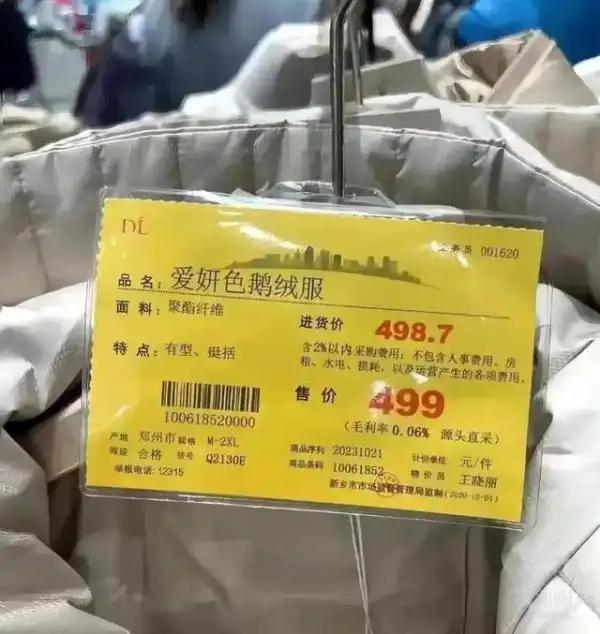 DL
001620
品名：爱妍色鹅绒服
面料：聚酯纤维
进货价 498.7
含2%以内采购费用；不包含人事费用、房
租、水电、损耗、以及运营产生的各项费用。
特点：有型、挺括
售价 499
(毛利率 0.06% 源头直采)
100618520000
产地 郑州市 规格 M-2XL
商品序列 20231021 计价单位 元/件
等级 合格 货号 Q2130E
商品条码 10061852 物价员 王晓丽
举报电话：12315
新乡市市场监督管理局监制(2020-12-04)